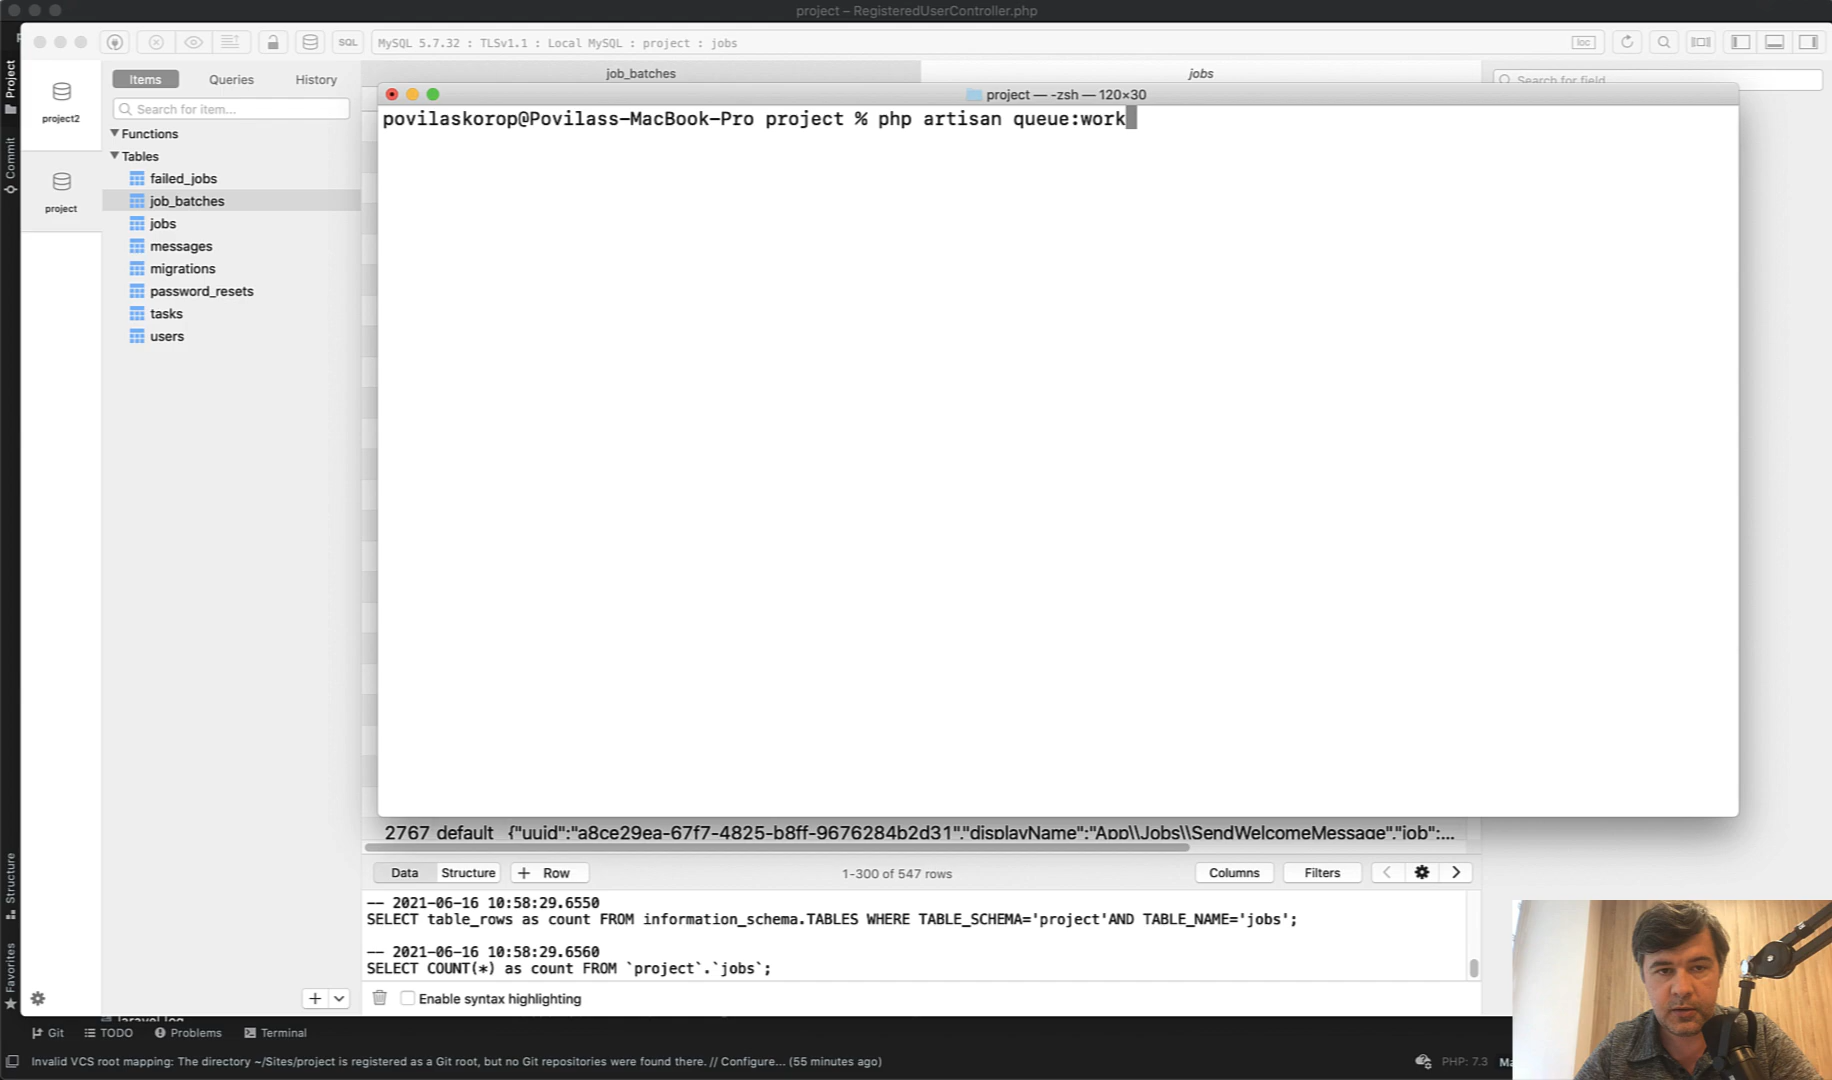 project – RegisteredUserController.php
SQL
MySQL 5.7.32 : TLSv1.1 : Local MySQL : project : jobs
loc
Project
Commit
Structure
Favorites
project2
project
Items
Queries
History
Search for item...
Functions
Tables
failed_jobs
job_batches
jobs
messages
migrations
password_resets
tasks
users
job_batches
jobs
Search for field
project — -zsh — 120×30
povilaskorop@Povilass-MacBook-Pro project % php artisan queue:work
2767 default {"uuid":"a8ce29ea-67f7-4825-b8ff-9676284b2d31","displayName":"App\\Jobs\\SendWelcomeMessage","job":...
Data
Structure
+ Row
1-300 of 547 rows
Columns
Filters
-- 2021-06-16 10:58:29.6550
SELECT table_rows as count FROM information_schema.TABLES WHERE TABLE_SCHEMA='project'AND TABLE_NAME='jobs';
-- 2021-06-16 10:58:29.6560
SELECT COUNT(*) as count FROM `project`.`jobs`;
Enable syntax highlighting
laravel.log
Git
TODO
Problems
Terminal
Invalid VCS root mapping: The directory ~/Sites/project is registered as a Git root, but no Git repositories were found there. // Configure... (55 minutes ago)
PHP: 7.3